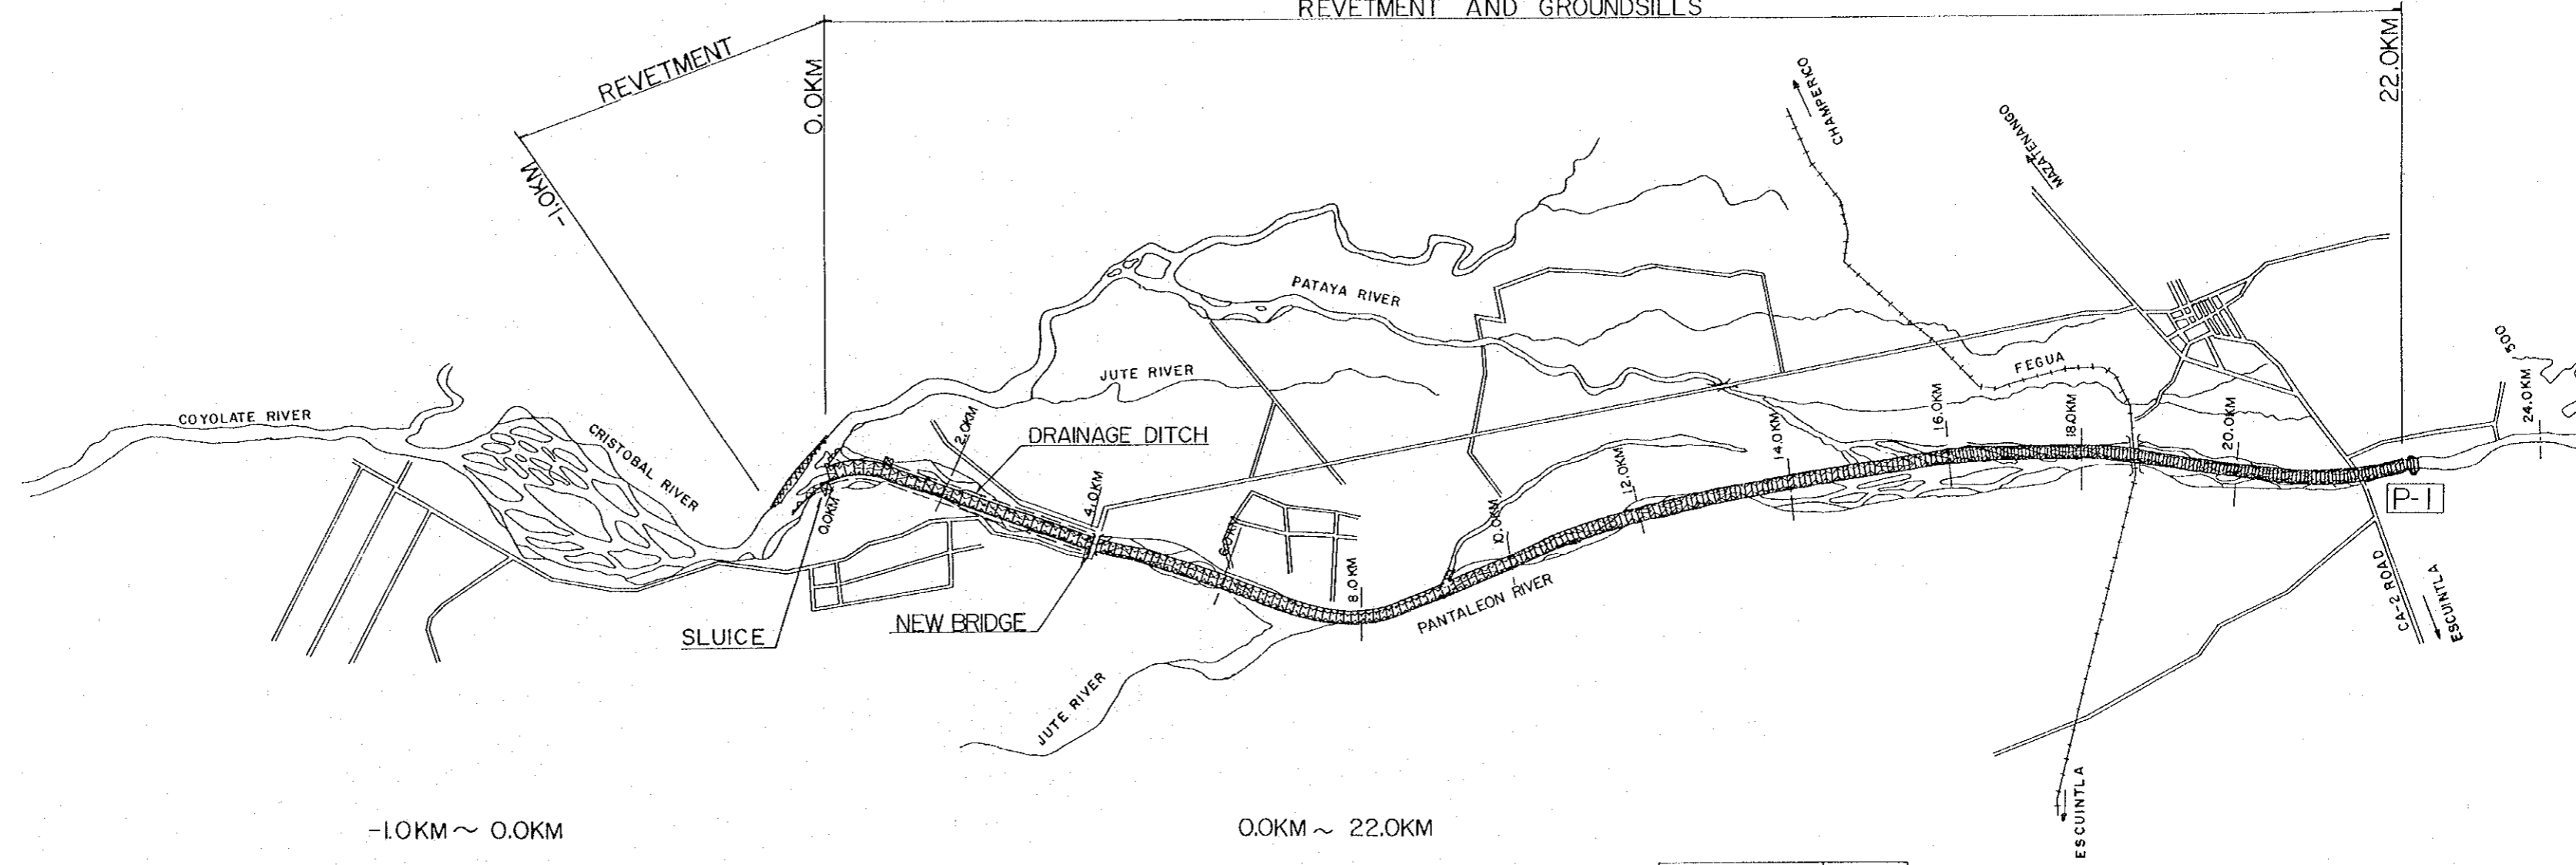 REVETMENT AND GROUNDSILLS
REVETMENT
0.0KM
22.0KM
-1.0KM
CHAMPERICO
MAZATENANGO
PATAYA RIVER
JUTE RIVER
FEGUA
500
24.0KM
COYOLATE RIVER
CRISTOBAL RIVER
2.0KM
DRAINAGE DITCH
4.0KM
0.0KM
6.0KM
8.0KM
10.0KM
12.0KM
14.0KM
16.0KM
18.0KM
20.0KM
P-1
SLUICE
NEW BRIDGE
PANTALEON RIVER
CA-2 ROAD
ESCUINTLA
JUTE RIVER
ESCUINTLA
-1.0KM~ 0.0KM
0.0KM~ 22.0KM